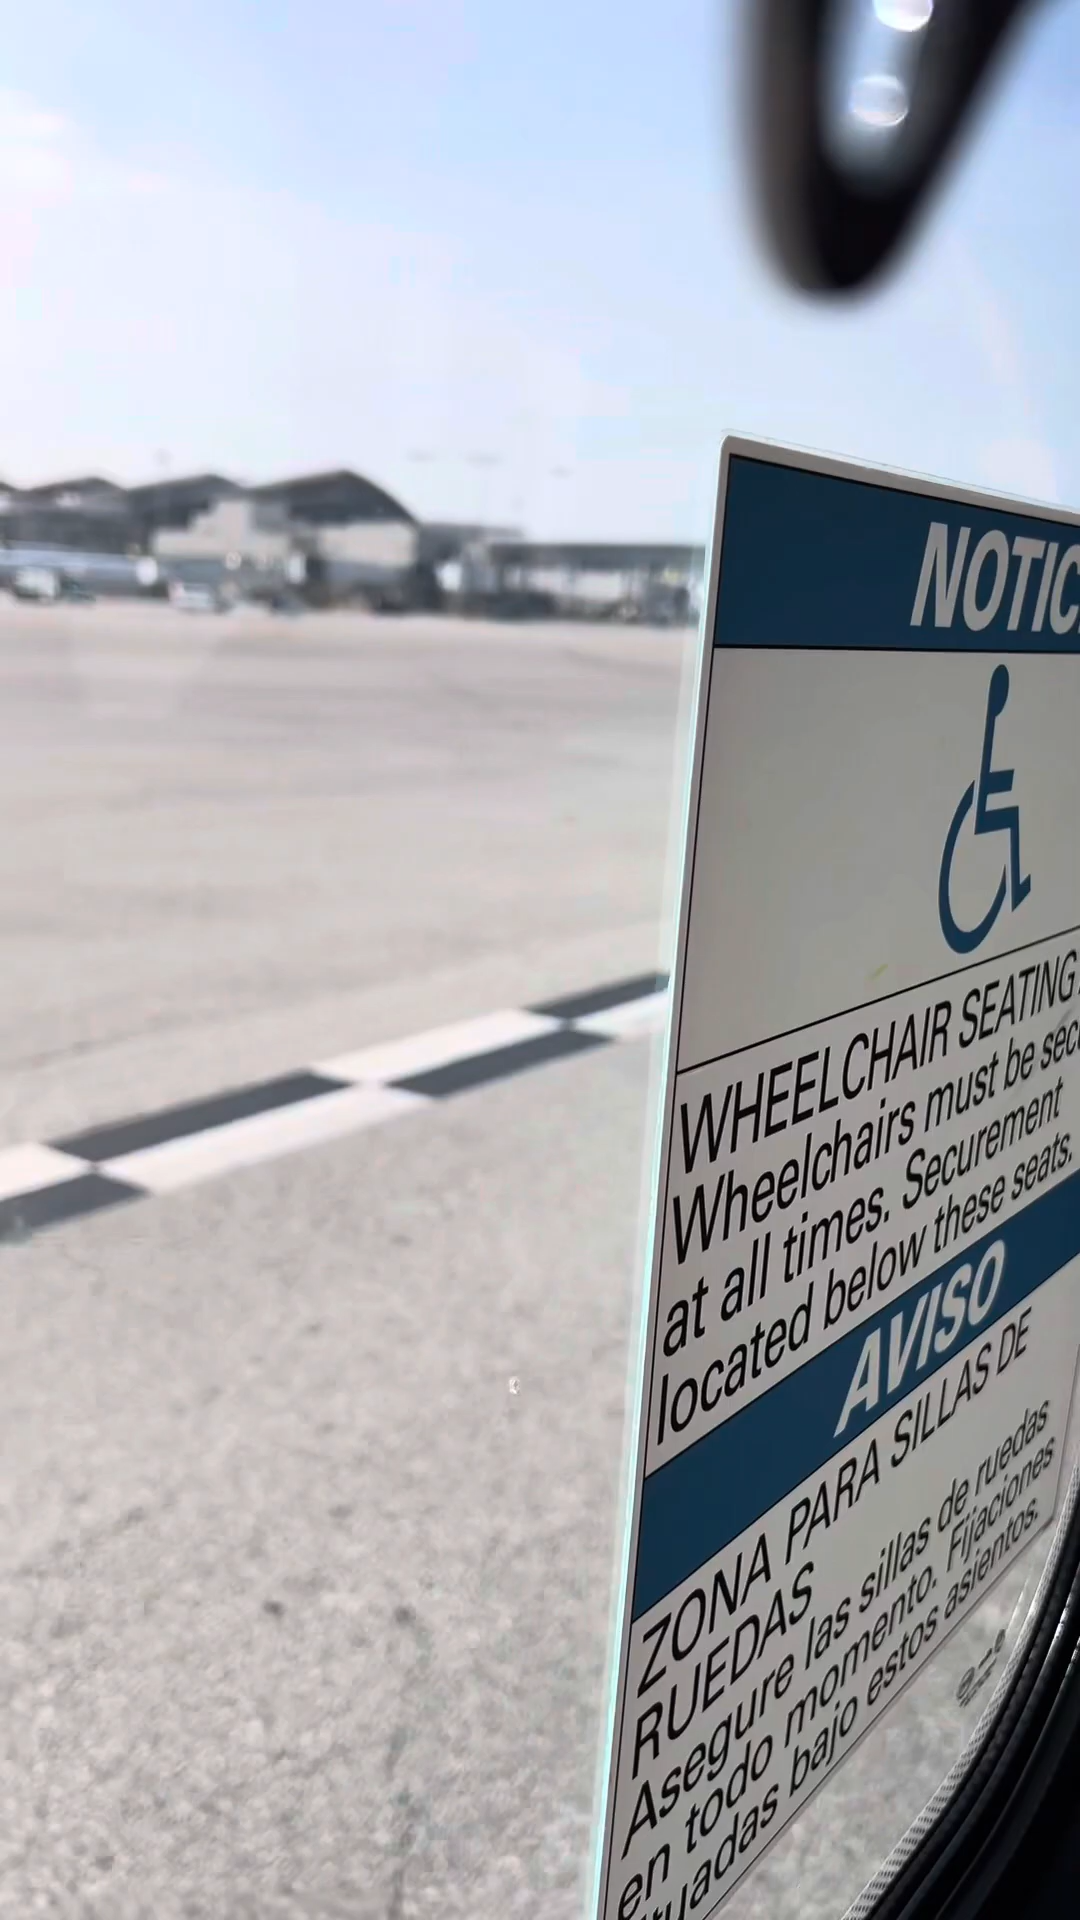 NOTIC
WHEELCHAIR SEATING
Wheelchairs must be sec
at all times. Securement
located below these seats.
AVISO
ZONA PARA SILLAS DE
RUEDAS
Asegure las sillas de ruedas
en todo momento. Fijaciones
tuadas bajo estos asientos.